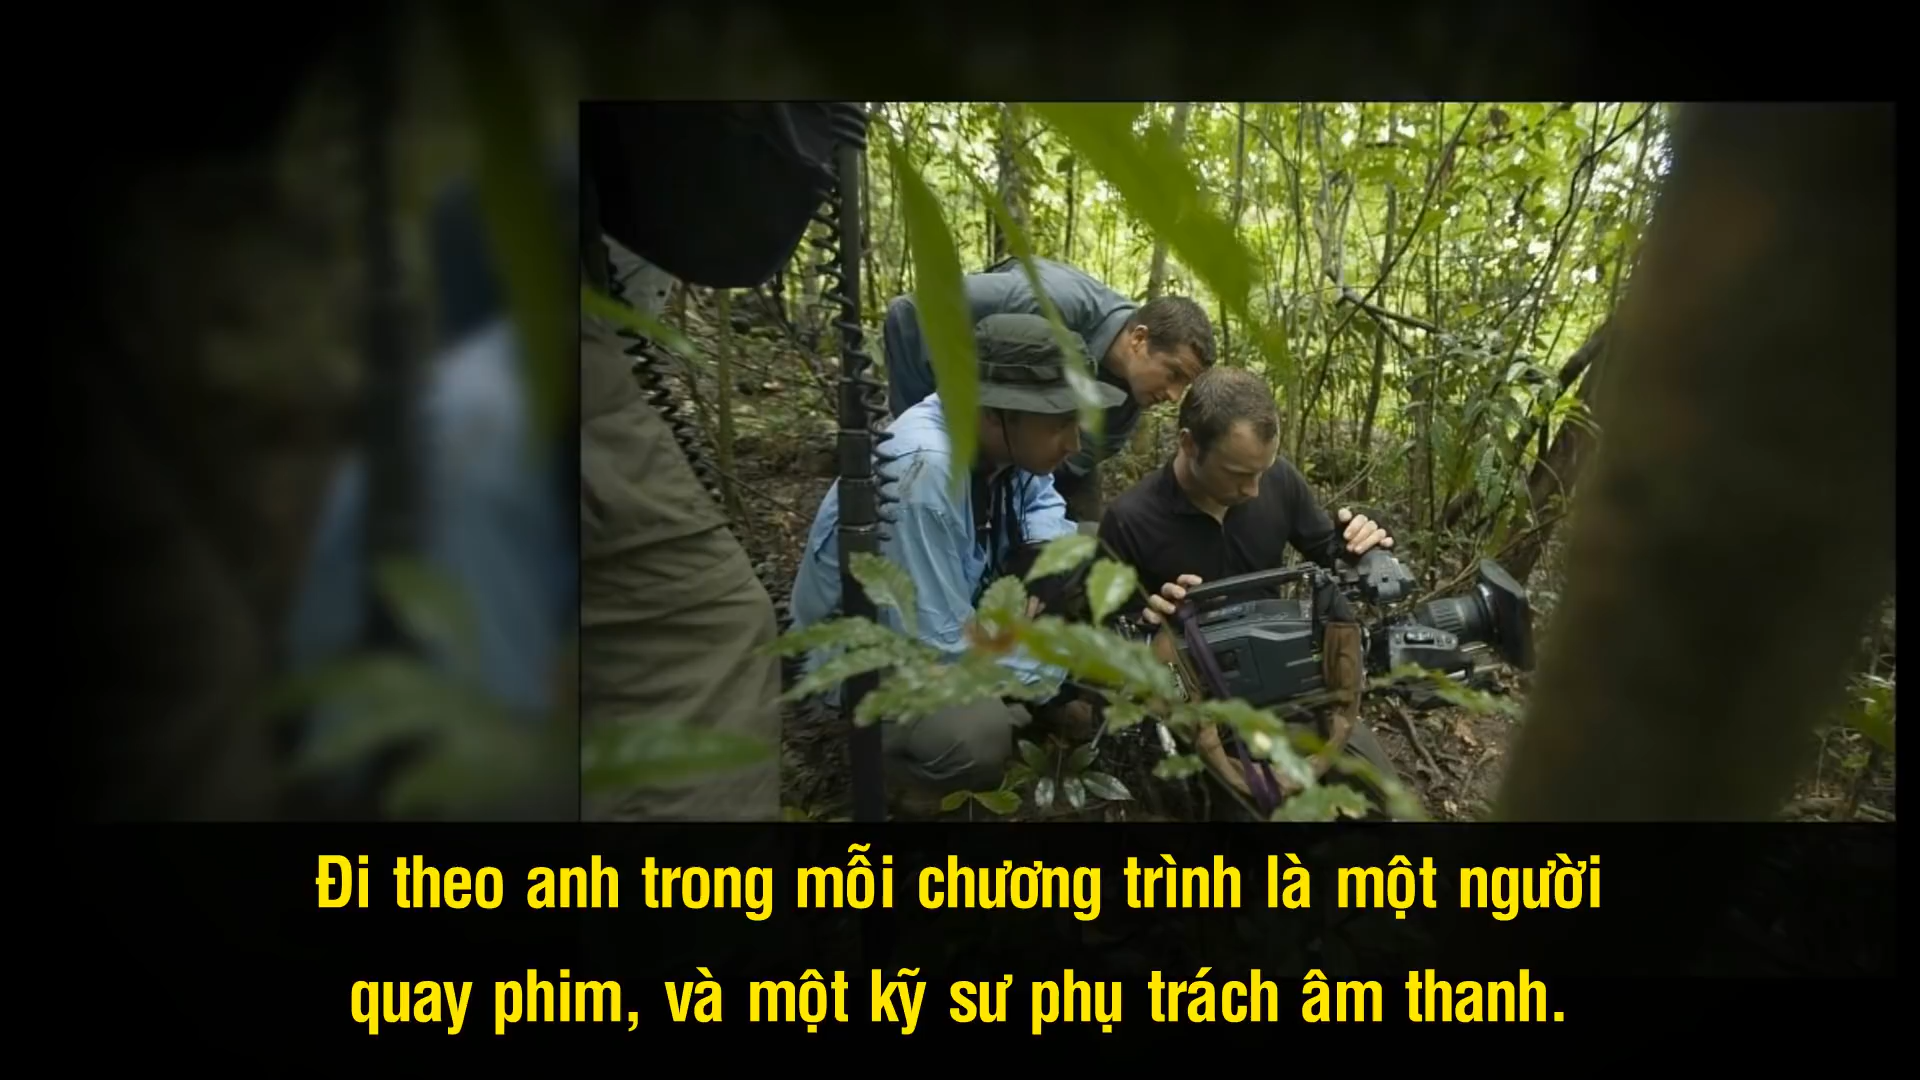 Đi theo anh trong mỗi chương trình là một người
quay phim, và một kỹ sư phụ trách âm thanh.